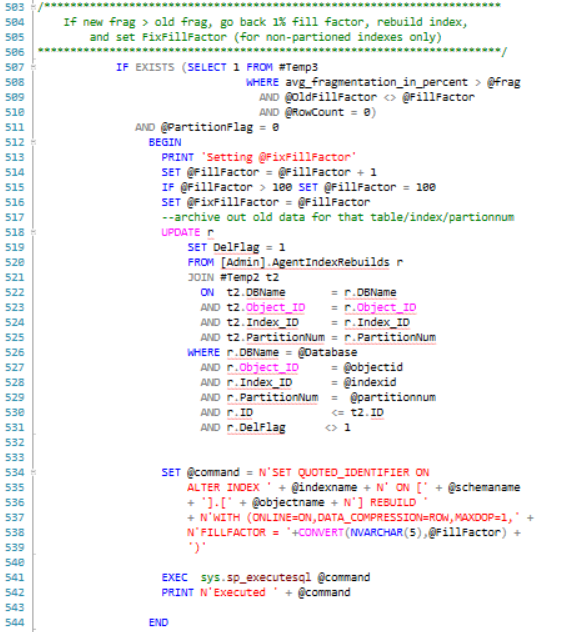 503 /***********************************************************************
504 If new frag > old frag, go back 1% fill factor, rebuild index,
505 and set FixFillFactor (for non-partioned indexes only)
506 ***********************************************************************/
507 IF EXISTS (SELECT 1 FROM #Temp3
508 WHERE avg_fragmentation_in_percent > @frag
509 AND @OldFillFactor <> @FillFactor
510 AND @RowCount = 0)
511 AND @PartitionFlag = 0
512 BEGIN
513 PRINT 'Setting @FixFillFactor'
514 SET @FillFactor = @FillFactor + 1
515 IF @FillFactor > 100 SET @FillFactor = 100
516 SET @FixFillFactor = @FillFactor
517 --archive out old data for that table/index/partionnum
518 UPDATE r
519 SET DelFlag = 1
520 FROM [Admin].AgentIndexRebuilds r
521 JOIN #Temp2 t2
522 ON t2.DBName = r.DBName
523 AND t2.Object_ID = r.Object_ID
524 AND t2.Index_ID = r.Index_ID
525 AND t2.PartitionNum = r.PartitionNum
526 WHERE r.DBName = @Database
527 AND r.Object_ID = @objectid
528 AND r.Index_ID = @indexid
529 AND r.PartitionNum = @partitionnum
530 AND r.ID <= t2.ID
531 AND r.DelFlag <> 1
532
533
534 SET @command = N'SET QUOTED_IDENTIFIER ON
535 ALTER INDEX ' + @indexname + N' ON [' + @schemaname
536 + '].[' + @objectname + N'] REBUILD '
537 + N'WITH (ONLINE=ON,DATA_COMPRESSION=ROW,MAXDOP=1,' +
538 N'FILLFACTOR = '+CONVERT(NVARCHAR(5),@FillFactor) +
539 ')'
540
541 EXEC sys.sp_executesql @command
542 PRINT N'Executed ' + @command
543
544 END